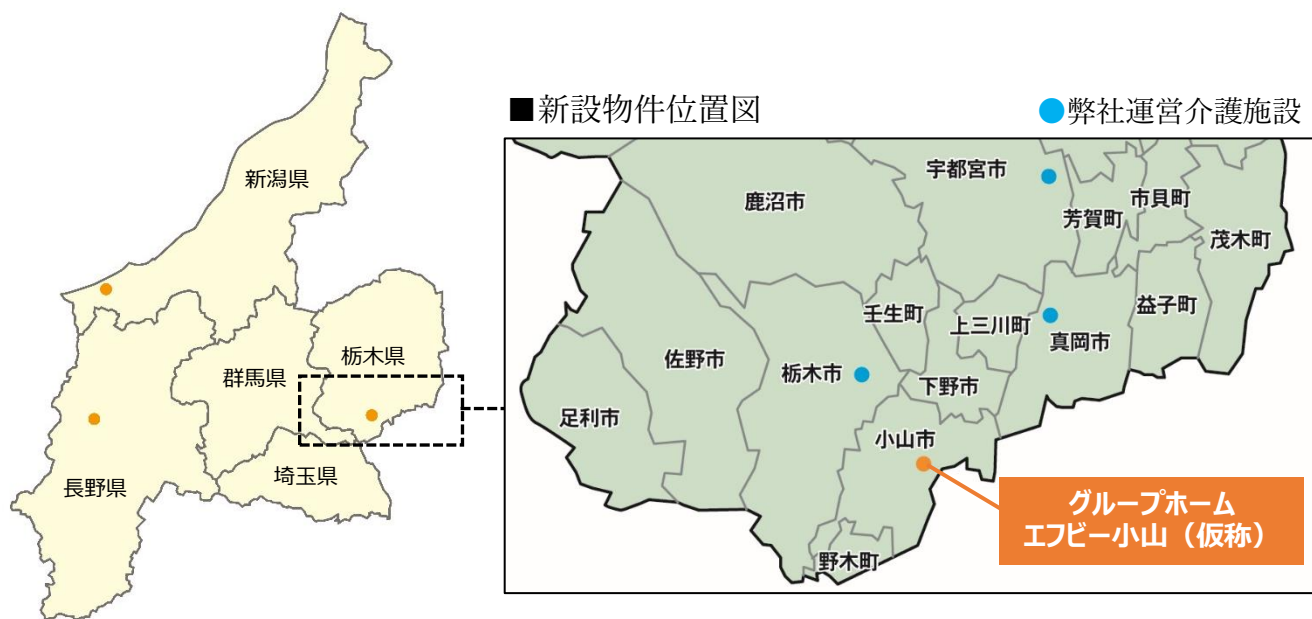 ■新設物件位置図
●弊社運営介護施設
新潟県
栃木県
群馬県
埼玉県
長野県
宇都宮市
鹿沼市
市貝町
芳賀町
茂木町
壬生町
上三川町
益子町
真岡市
佐野市
栃木市
下野市
足利市
小山市
野木町
グループホーム
エフビー小山（仮称）